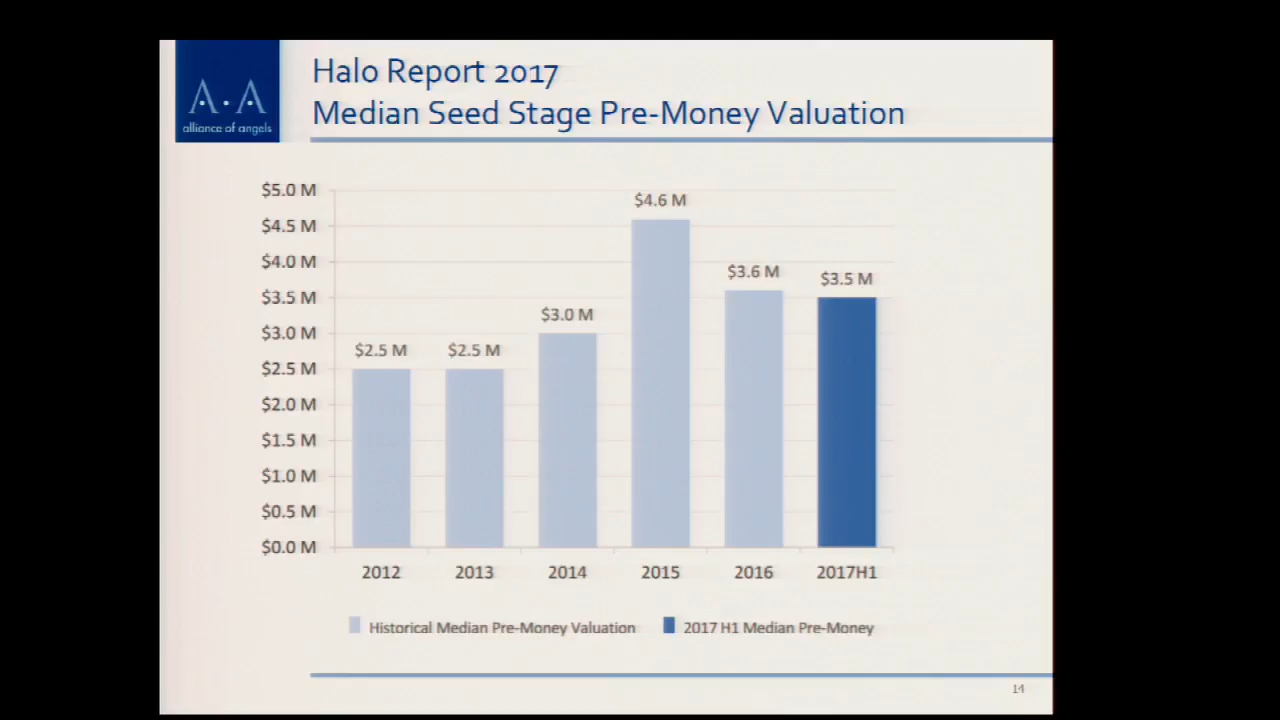 A·A
alliance of angels
Halo Report 2017
Median Seed Stage Pre-Money Valuation
$5.0 M
$4.5 M
$4.0 M
$3.5 M
$3.0 M
$2.5 M
$2.0 M
$1.5 M
$1.0 M
$0.5 M
$0.0 M
$2.5 M
$2.5 M
$3.0 M
$4.6 M
$3.6 M
$3.5 M
2012 2013 2014 2015 2016 2017H1
Historical Median Pre-Money Valuation 2017 H1 Median Pre-Money
14